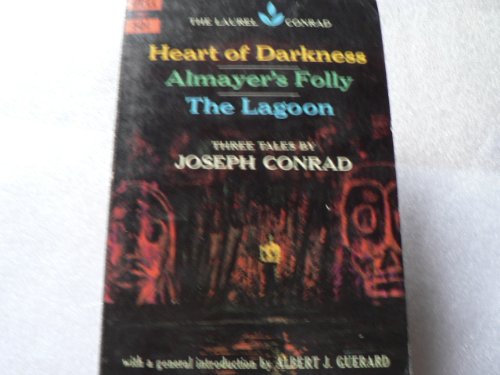 THE LAUREL CONRAD
Heart of Darkness
Almayer's Folly
The Lagoon
THREE TALES BY
JOSEPH CONRAD
with a general introduction by ALBERT J. GUERARD